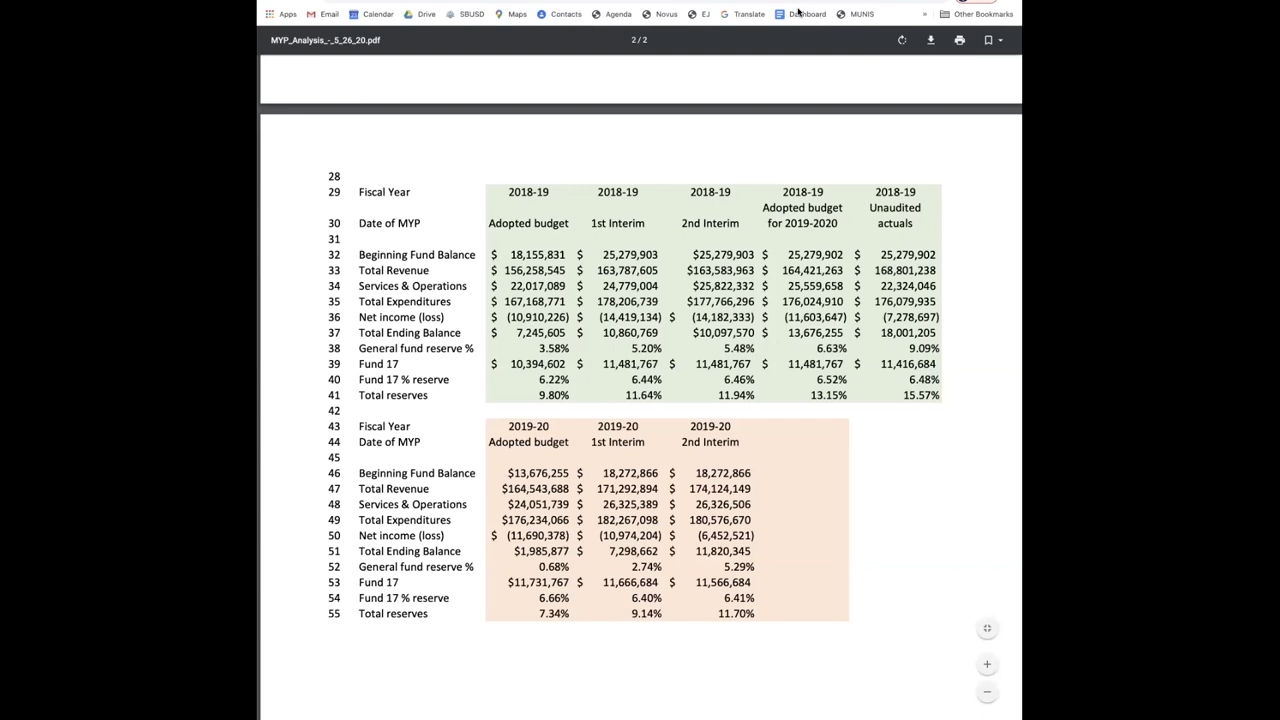 Apps Email Calendar Drive SBUSD Maps Contacts Agenda Novus EJ Translate Dashboard MUNIS » Other Bookmarks
MYP_Analysis_-_5_26_20.pdf 2 / 2
28
29 Fiscal Year 2018-19 2018-19 2018-19 2018-19 2018-19
Adopted budget Unaudited
30 Date of MYP Adopted budget 1st Interim 2nd Interim for 2019-2020 actuals
31
32 Beginning Fund Balance $ 18,155,831 $ 25,279,903 $25,279,903 $ 25,279,902 $ 25,279,902
33 Total Revenue $ 156,258,545 $ 163,787,605 $163,583,963 $ 164,421,263 $ 168,801,238
34 Services & Operations $ 22,017,089 $ 24,779,004 $25,822,332 $ 25,559,658 $ 22,324,046
35 Total Expenditures $ 167,168,771 $ 178,206,739 $177,766,296 $ 176,024,910 $ 176,079,935
36 Net income (loss) $ (10,910,226) $ (14,419,134) $ (14,182,333) $ (11,603,647) $ (7,278,697)
37 Total Ending Balance $ 7,245,605 $ 10,860,769 $10,097,570 $ 13,676,255 $ 18,001,205
38 General fund reserve % 3.58% 5.20% 5.48% 6.63% 9.09%
39 Fund 17 $ 10,394,602 $ 11,481,767 $ 11,481,767 $ 11,481,767 $ 11,416,684
40 Fund 17 % reserve 6.22% 6.44% 6.46% 6.52% 6.48%
41 Total reserves 9.80% 11.64% 11.94% 13.15% 15.57%
42
43 Fiscal Year 2019-20 2019-20 2019-20
44 Date of MYP Adopted budget 1st Interim 2nd Interim
45
46 Beginning Fund Balance $13,676,255 $ 18,272,866 $ 18,272,866
47 Total Revenue $164,543,688 $ 171,292,894 $ 174,124,149
48 Services & Operations $24,051,739 $ 26,325,389 $ 26,326,506
49 Total Expenditures $176,234,066 $ 182,267,098 $ 180,576,670
50 Net income (loss) $ (11,690,378) $ (10,974,204) $ (6,452,521)
51 Total Ending Balance $1,985,877 $ 7,298,662 $ 11,820,345
52 General fund reserve % 0.68% 2.74% 5.29%
53 Fund 17 $11,731,767 $ 11,666,684 $ 11,566,684
54 Fund 17 % reserve 6.66% 6.40% 6.41%
55 Total reserves 7.34% 9.14% 11.70%